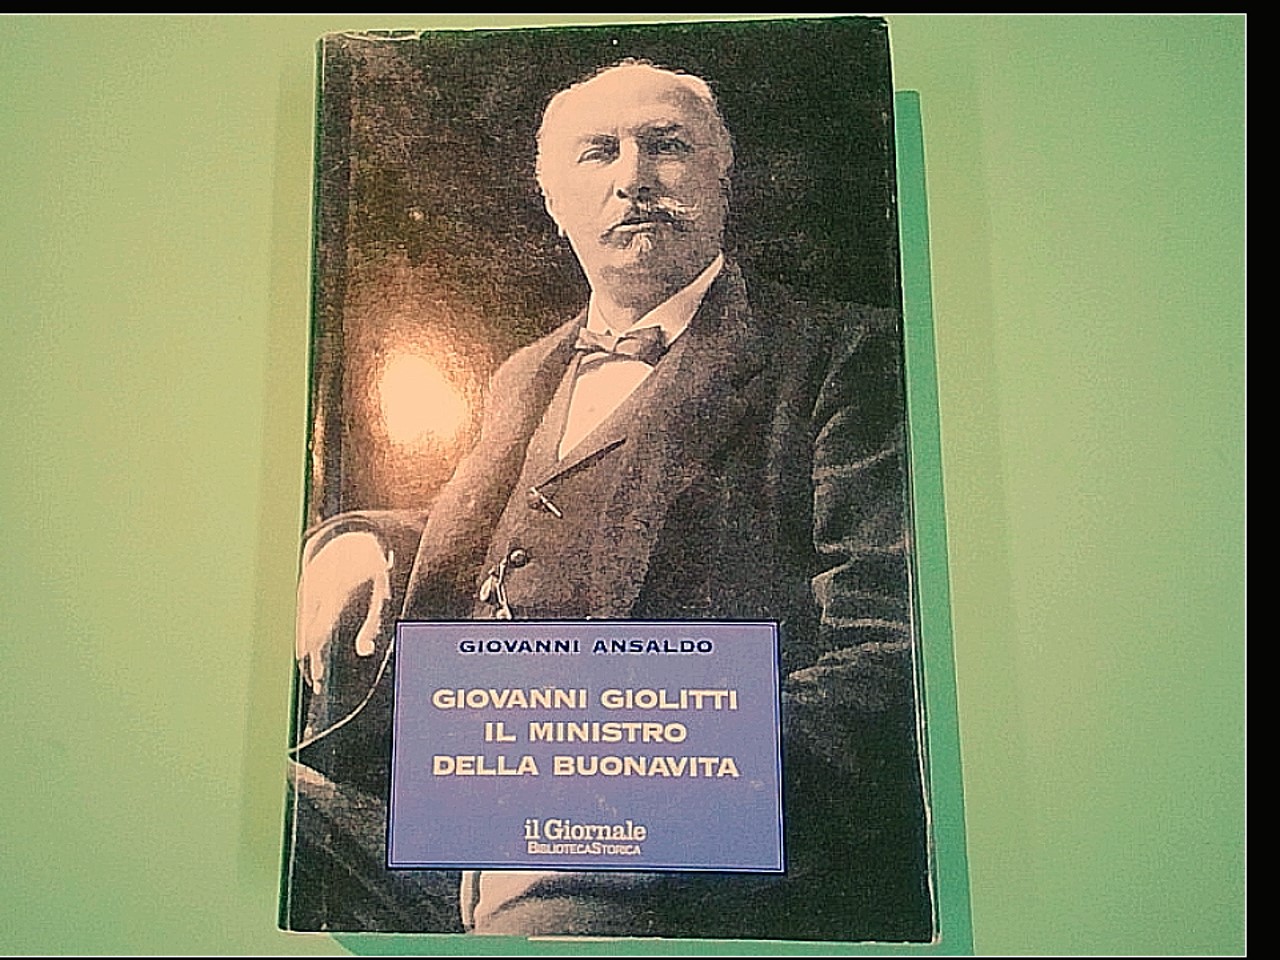 GIOVANNI ANSALDO
GIOVANNI GIOLITTI
IL MINISTRO
DELLA BUONAVITA
il Giornale
BIBLIOTECASTORICA